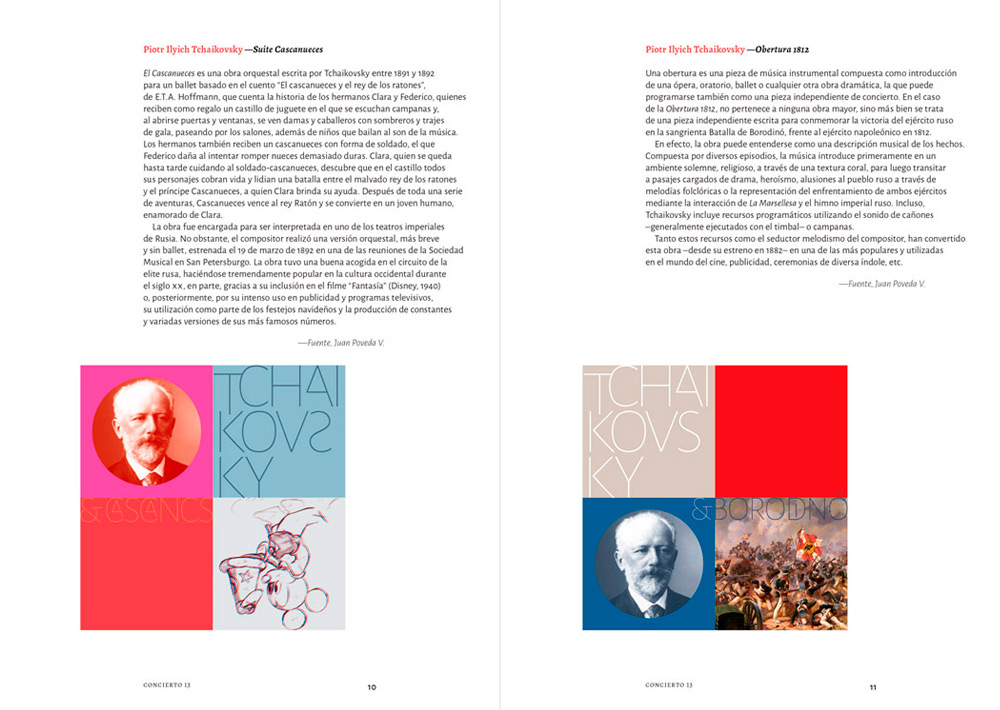 Piotr Ilyich Tchaikovsky —Suite Cascanueces
El Cascanueces es una obra orquestal escrita por Tchaikovsky entre 1891 y 1892
para un ballet basado en el cuento “El cascanueces y el rey de los ratones”,
de E.T.A. Hoffmann, que cuenta la historia de los hermanos Clara y Federico, quienes
reciben como regalo un castillo de juguete en el que se escuchan campanas y,
al abrirse puertas y ventanas, se ven damas y caballeros con sombreros y trajes
de gala, paseando por los salones, además de niños que bailan al son de la música.
Los hermanos también reciben un cascanueces con forma de soldado, el que
Federico daña al intentar romper nueces demasiado duras. Clara, quien se queda
hasta tarde cuidando al soldado-cascanueces, descubre que en el castillo todos
sus personajes cobran vida y lidian una batalla entre el malvado rey de los ratones
y el príncipe Cascanueces, a quien Clara brinda su ayuda. Después de toda una serie
de aventuras, Cascanueces vence al rey Ratón y se convierte en un joven humano,
enamorado de Clara.
La obra fue encargada para ser interpretada en uno de los teatros imperiales
de Rusia. No obstante, el compositor realizó una versión orquestal, más breve
y sin ballet, estrenada el 19 de marzo de 1892 en una de las reuniones de la Sociedad
Musical en San Petersburgo. La obra tuvo una buena acogida en el circuito de la
elite rusa, haciéndose tremendamente popular en la cultura occidental durante
el siglo XX, en parte, gracias a su inclusión en el filme “Fantasía” (Disney, 1940)
o, posteriormente, por su intenso uso en publicidad y programas televisivos,
su utilización como parte de los festejos navideños y la producción de constantes
y variadas versiones de sus más famosos números.
—Fuente, Juan Poveda V.
TCHAI
KOVS
KY
&CASCANCS
CONCIERTO 13
10
Piotr Ilyich Tchaikovsky —Obertura 1812
Una obertura es una pieza de música instrumental compuesta como introducción
de una ópera, oratorio, ballet o cualquier otra obra dramática, la que puede
programarse también como una pieza independiente de concierto. En el caso
de la Obertura 1812, no pertenece a ninguna obra mayor, sino más bien se trata
de una pieza independiente escrita para conmemorar la victoria del ejército ruso
en la sangrienta Batalla de Borodinó, frente al ejército napoleónico en 1812.
En efecto, la obra puede entenderse como una descripción musical de los hechos.
Compuesta por diversos episodios, la música introduce primeramente en un
ambiente solemne, religioso, a través de una textura coral, para luego transitar
a pasajes cargados de drama, heroísmo, alusiones al pueblo ruso a través de
melodías folclóricas o la representación del enfrentamiento de ambos ejércitos
mediante la interacción de La Marsellesa y el himno imperial ruso. Incluso,
Tchaikovsky incluye recursos programáticos utilizando el sonido de cañones
–generalmente ejecutados con el timbal– o campanas.
Tanto estos recursos como el seductor melodismo del compositor, han convertido
esta obra –desde su estreno en 1882– en una de las más populares y utilizadas
en el mundo del cine, publicidad, ceremonias de diversa índole, etc.
—Fuente, Juan Poveda V.
TCHAI
KOVS
KY
&BORODNO
CONCIERTO 13
11